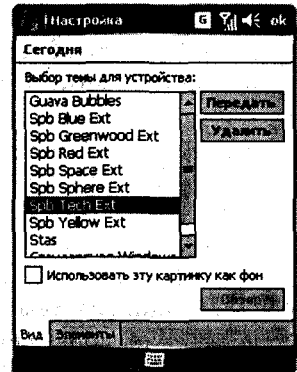 Настройка G ok
Сегодня
Выбор темы для устройства:
Guava Bubbles
Передать
Spb Blue Ext
Удалить
Spb Greenwood Ext
Spb Red Ext
Spb Space Ext
Spb Sphere Ext
Spb Tech Ext
Spb Yellow Ext
Stas
Windows
Использовать эту картинку как фон
Обзор...
Вид Элементы